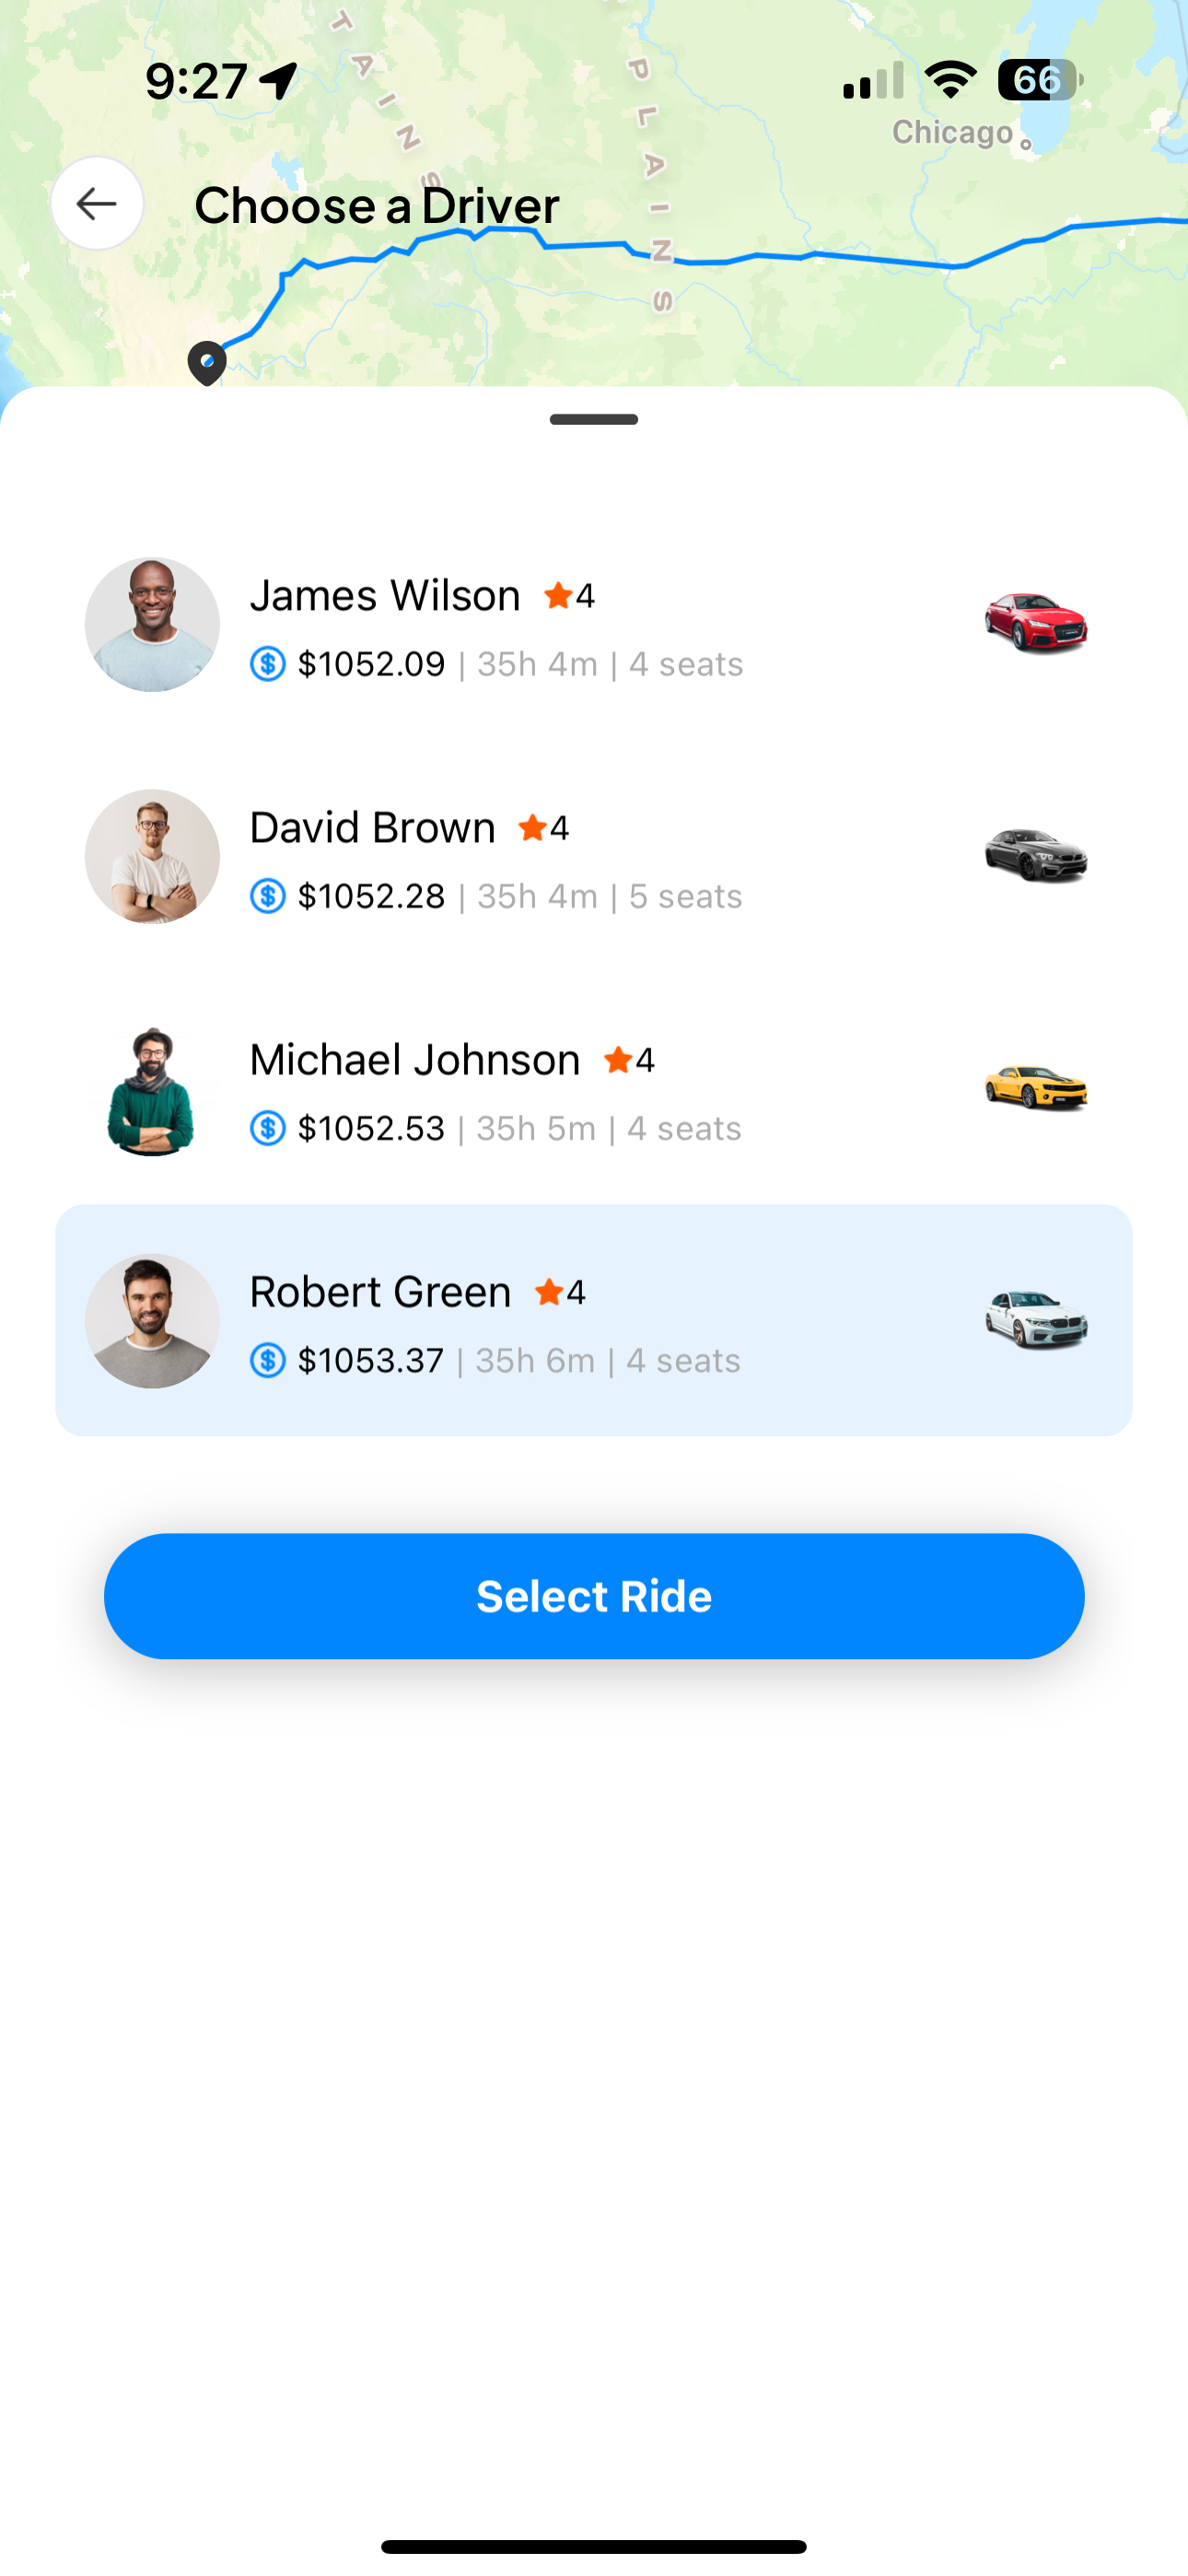 9:27
66
TAINS
PLAINS
Chicago
Choose a Driver
James Wilson 4
$ $1052.09 | 35h 4m | 4 seats
David Brown 4
$ $1052.28 | 35h 4m | 5 seats
Michael Johnson 4
$ $1052.53 | 35h 5m | 4 seats
Robert Green 4
$ $1053.37 | 35h 6m | 4 seats
Select Ride